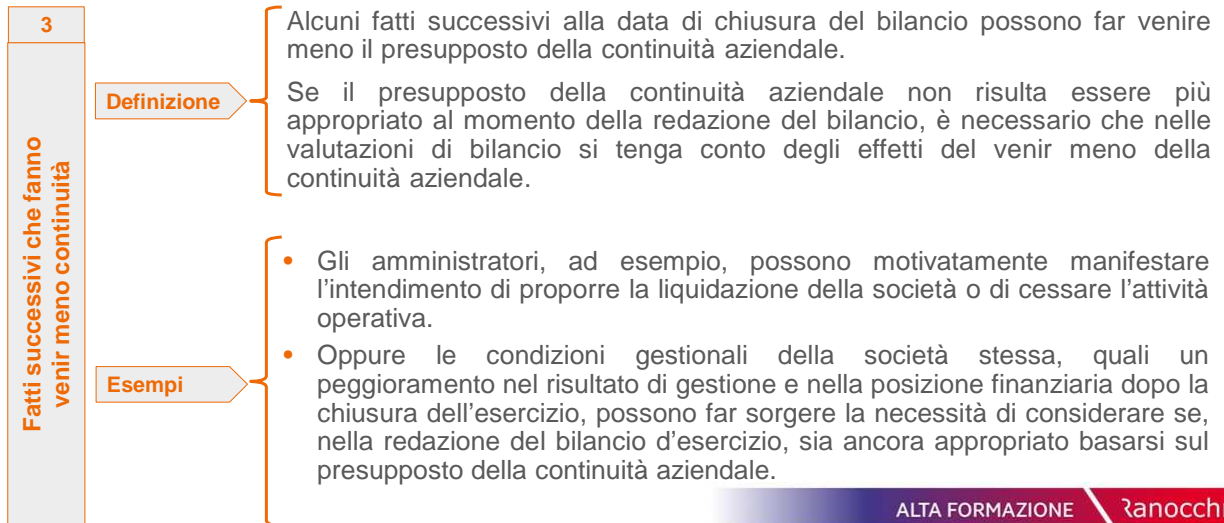 3
Fatti successivi che fanno
venir meno continuità
Definizione
Alcuni fatti successivi alla data di chiusura del bilancio possono far venire
meno il presupposto della continuità aziendale.
Se il presupposto della continuità aziendale non risulta essere più
appropriato al momento della redazione del bilancio, è necessario che nelle
valutazioni di bilancio si tenga conto degli effetti del venir meno della
continuità aziendale.
Esempi
• Gli amministratori, ad esempio, possono motivatamente manifestare
l'intendimento di proporre la liquidazione della società o di cessare l'attività
operativa.
• Oppure le condizioni gestionali della società stessa, quali un
peggioramento nel risultato di gestione e nella posizione finanziaria dopo la
chiusura dell'esercizio, possono far sorgere la necessità di considerare se,
nella redazione del bilancio d'esercizio, sia ancora appropriato basarsi sul
presupposto della continuità aziendale.
ALTA FORMAZIONE Ranocch